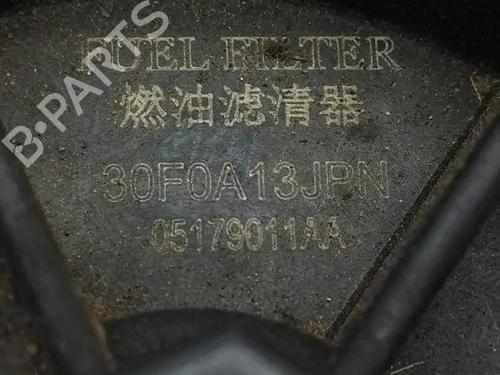 B-PARTS
FUEL FILTER
燃油滤清器
30F0A13JPN
05179011AA